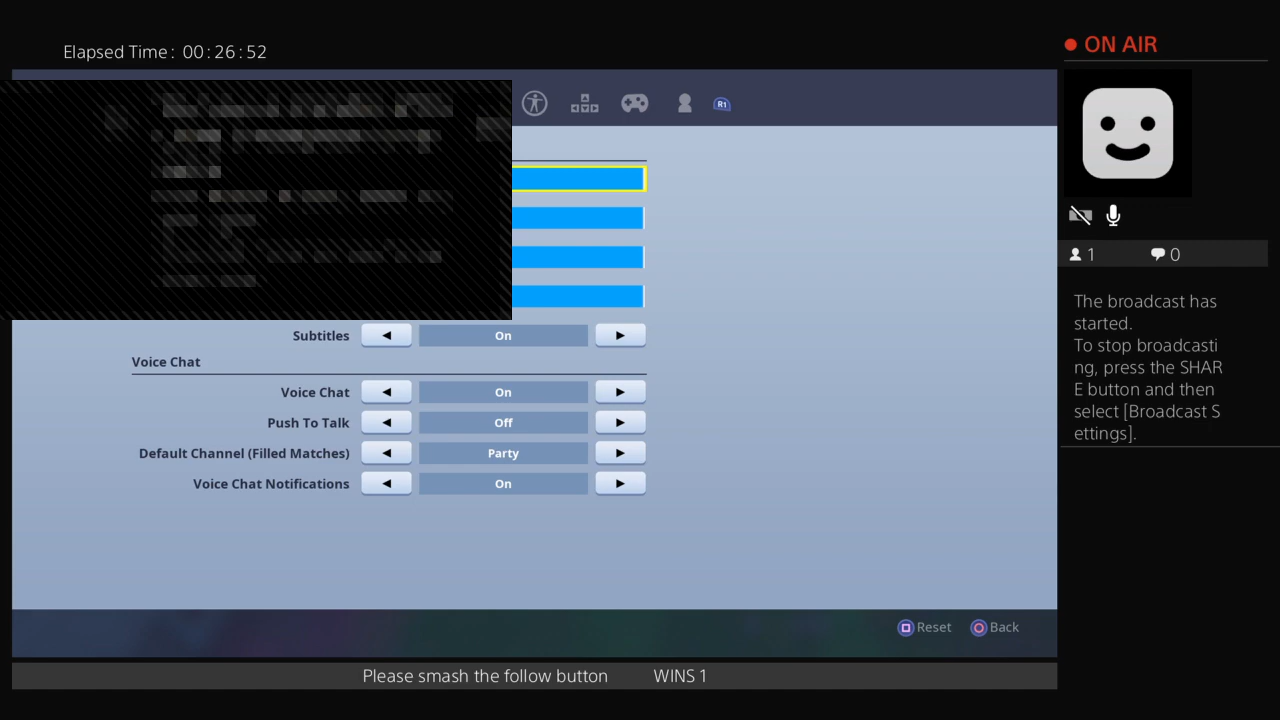 Elapsed Time: 00:26:52
ON AIR
R1
1 0
The broadcast has
started.
To stop broadcasti
ng, press the SHAR
E button and then
select [Broadcast S
ettings].
Subtitles On
Voice Chat
Voice Chat On
Push To Talk Off
Default Channel (Filled Matches) Party
Voice Chat Notifications On
Reset Back
Please smash the follow button WINS 1